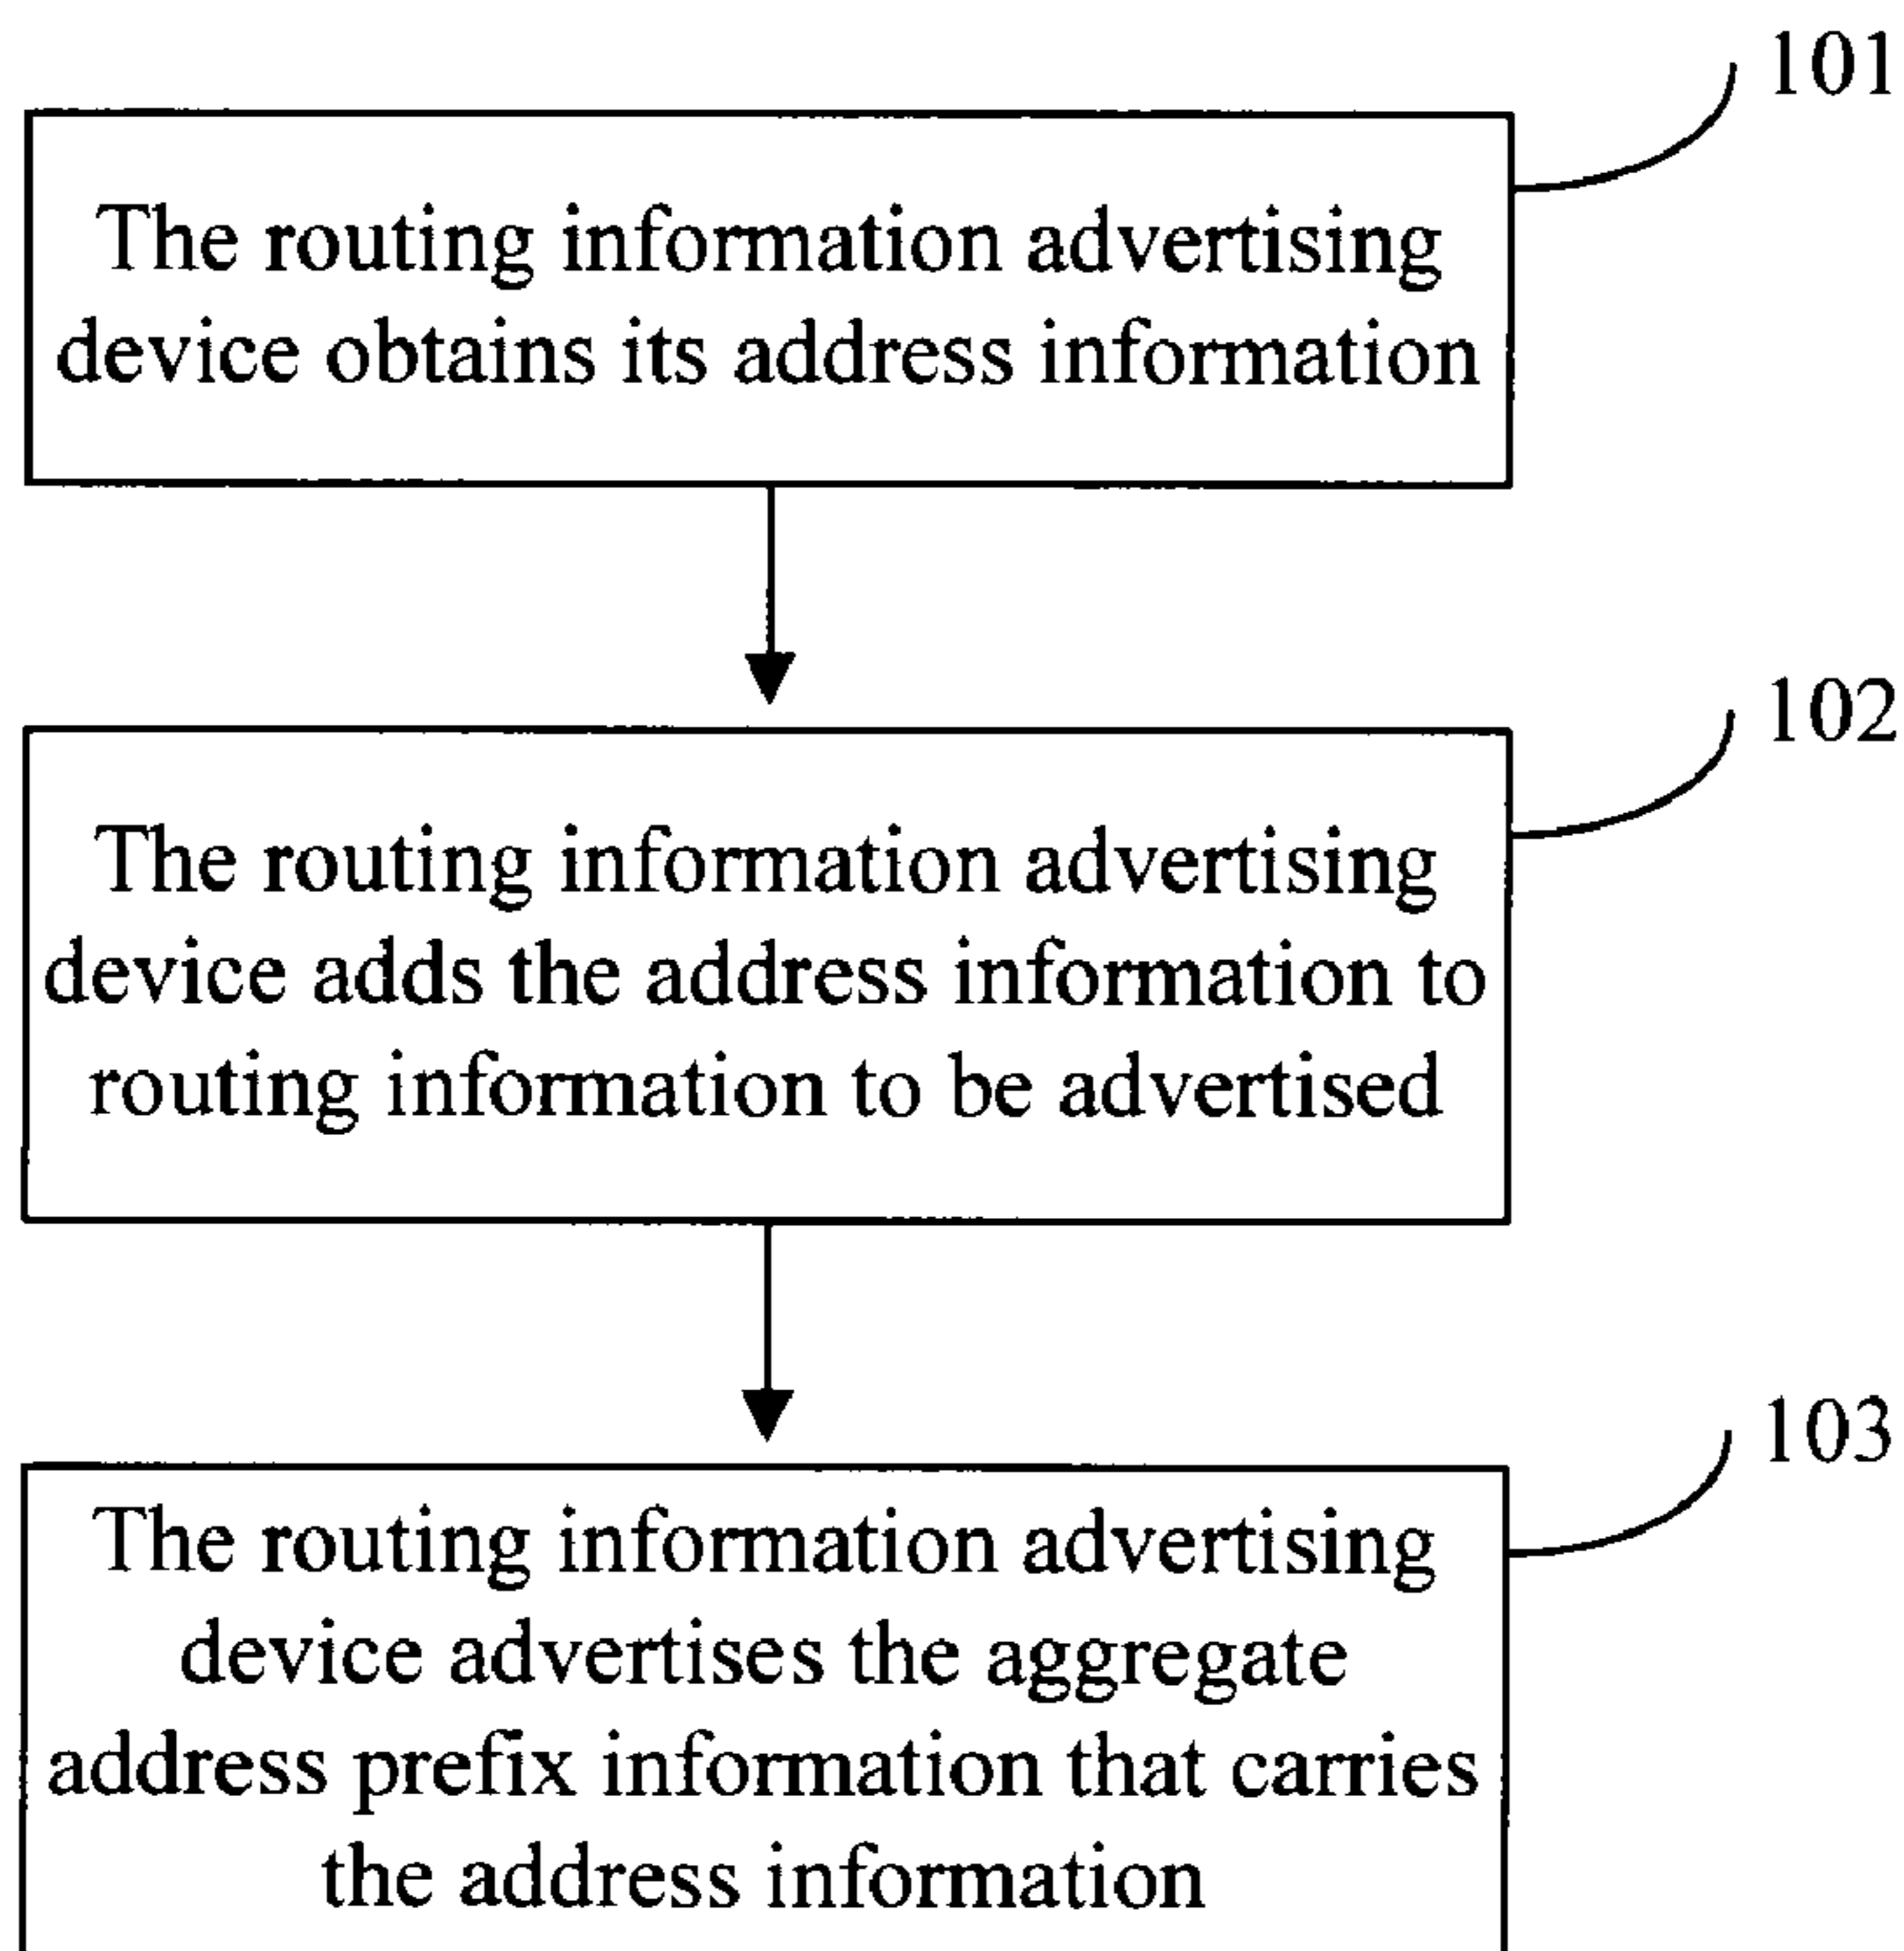 101
The routing information advertising
device obtains its address information
102
The routing information advertising
device adds the address information to
routing information to be advertised
103
The routing information advertising
device advertises the aggregate
address prefix information that carries
the address information